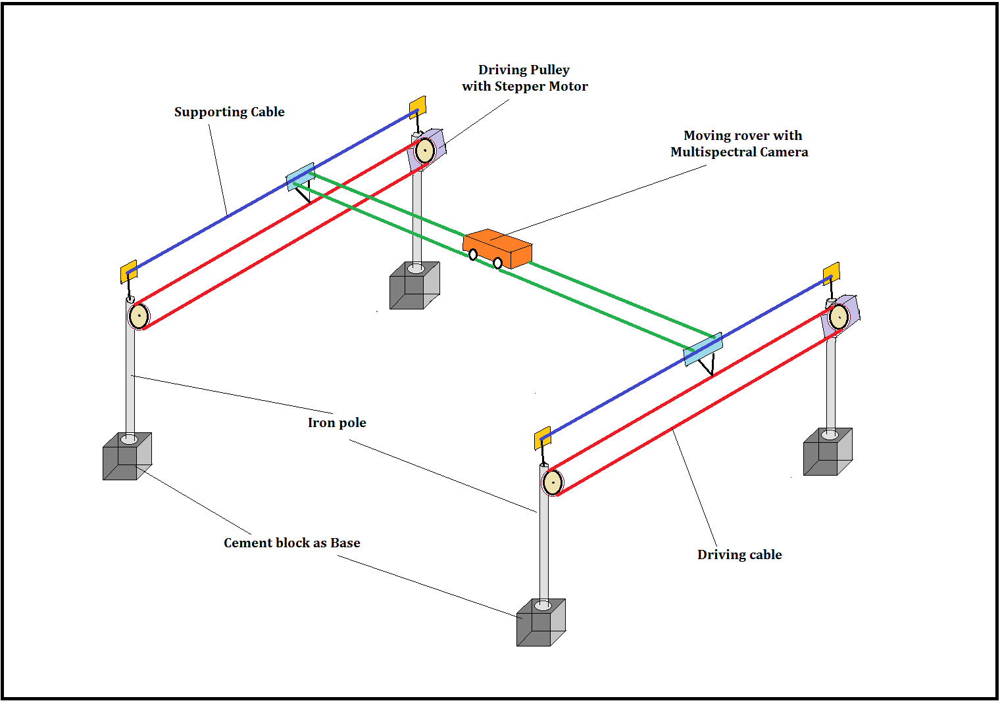 Driving Pulley
with Stepper Motor
Supporting Cable
Moving rover with
Multispectral Camera
Iron pole
Cement block as Base
Driving cable